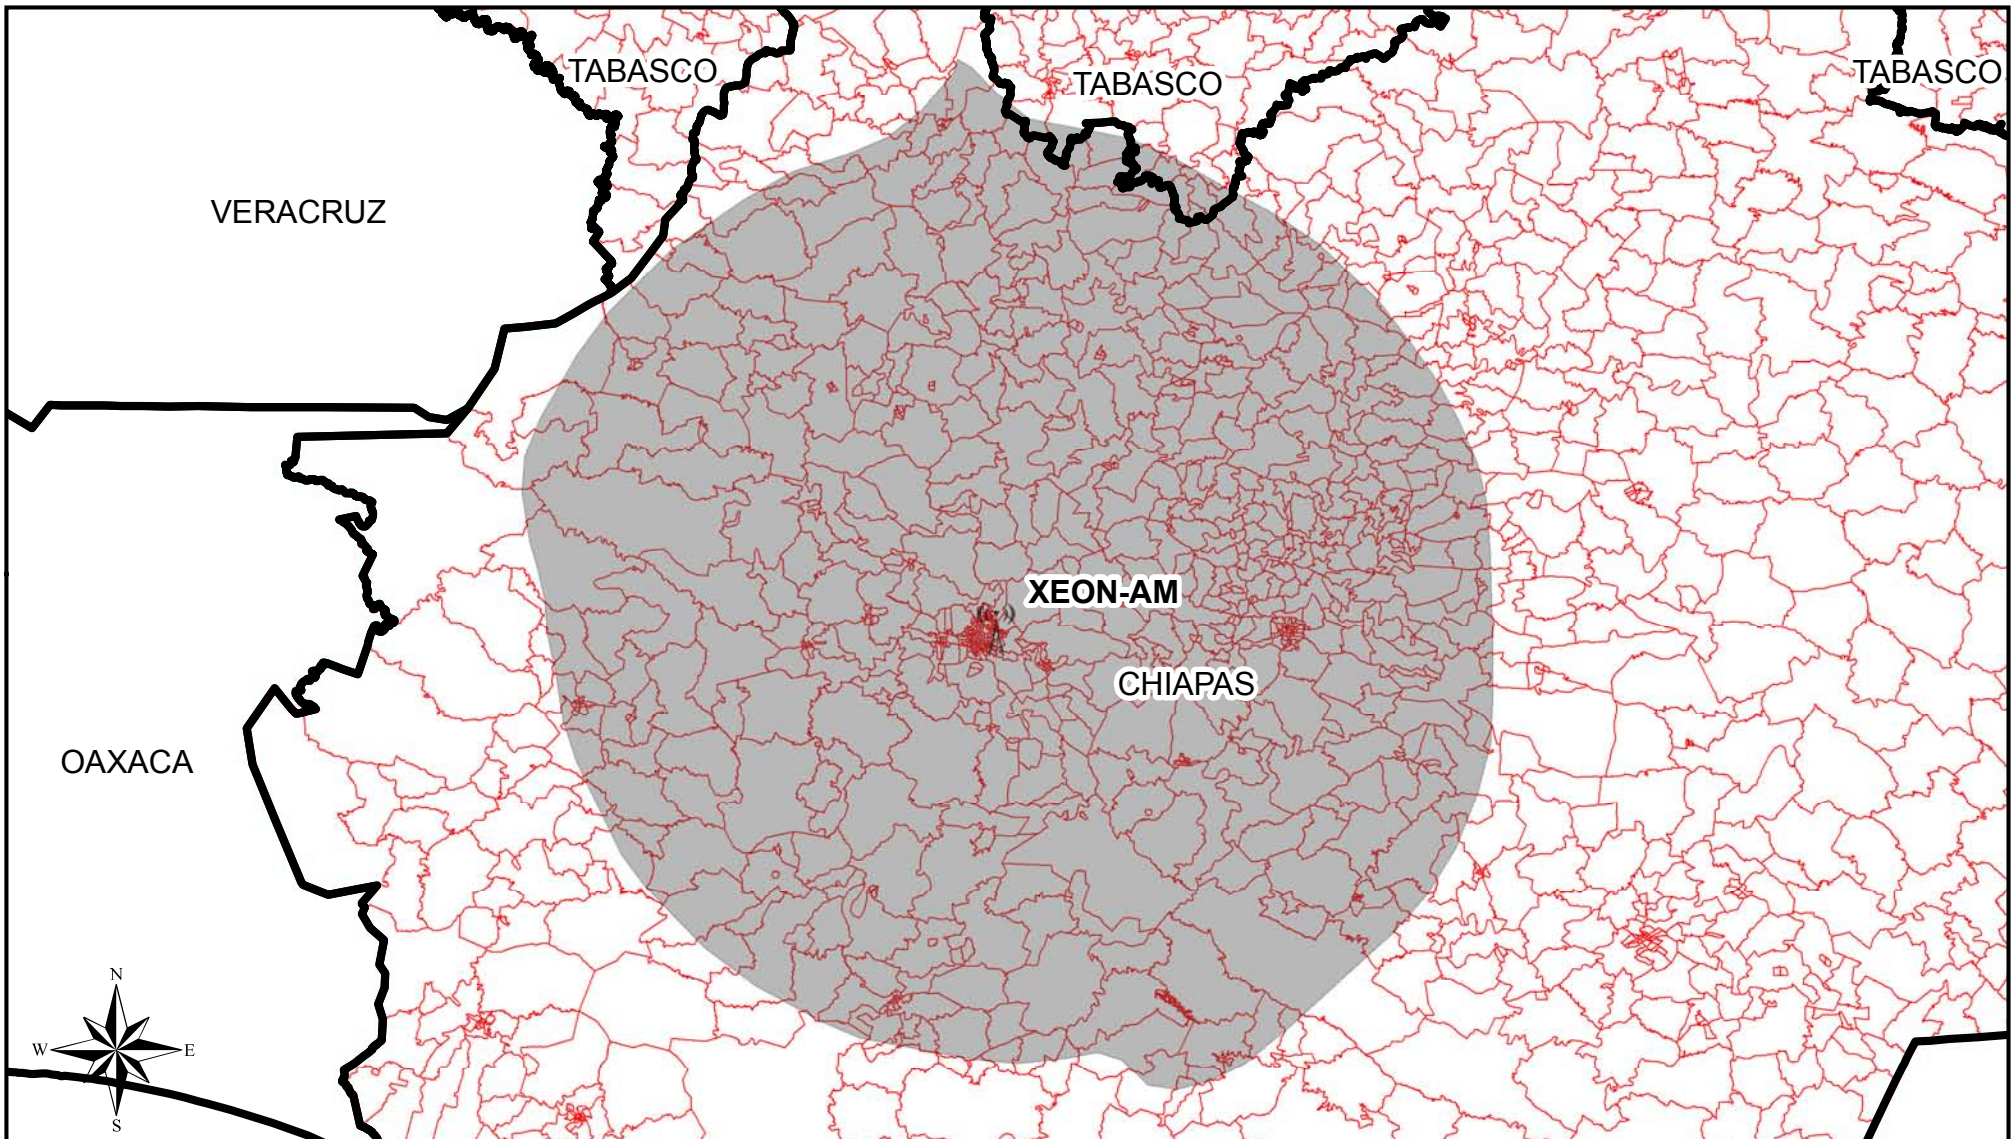 TABASCO
TABASCO
TABASCO
VERACRUZ
XEON-AM
CHIAPAS
OAXACA
N
W
E
S